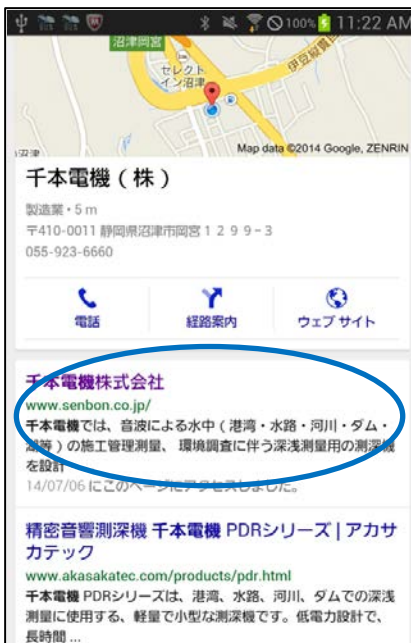 100% 11:22 AM
沼津岡宮
セレクト
イン沼津
伊豆縦貫
沼津
Map data ©2014 Google, ZENRIN
千本電機（株）
製造業・5 m
〒410-0011 静岡県沼津市岡宮１２９９−３
055-923-6660
電話 経路案内 ウェブ サイト
千本電機株式会社
www.senbon.co.jp/
千本電機では、音波による水中（港湾・水路・河川・ダム・
湖等）の施工管理測量、 環境調査に伴う深浅測量用の測深機
を設計
14/07/06 にこのページにアクセスしました。
精密音響測深機 千本電機 PDRシリーズ | アカサ
カテック
www.akasakatec.com/products/pdr.html
千本電機 PDRシリーズは、港湾、水路、河川、ダムでの深浅
測量に使用する、軽量で小型な測深機です。低電力設計で、
長時間 ...